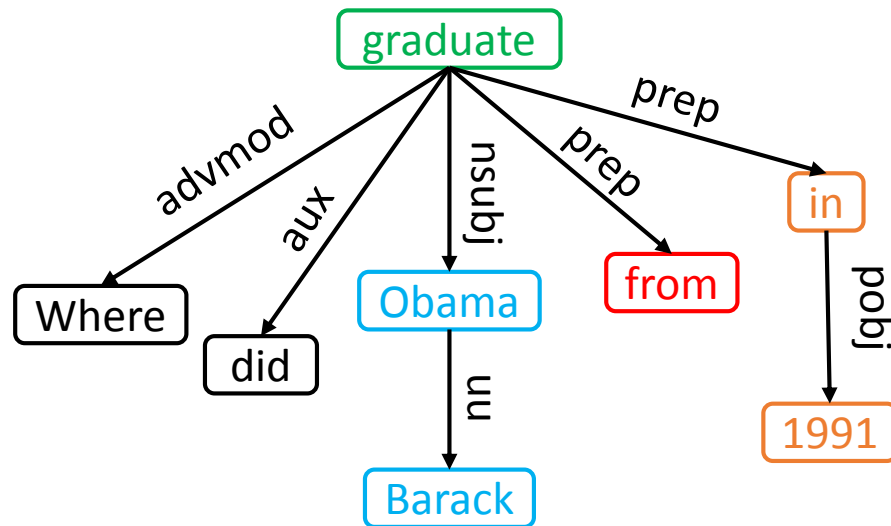 graduate
prep
advmod
prep
nsubj
aux
in
Where
Obama
from
pobj
did
nn
1991
Barack